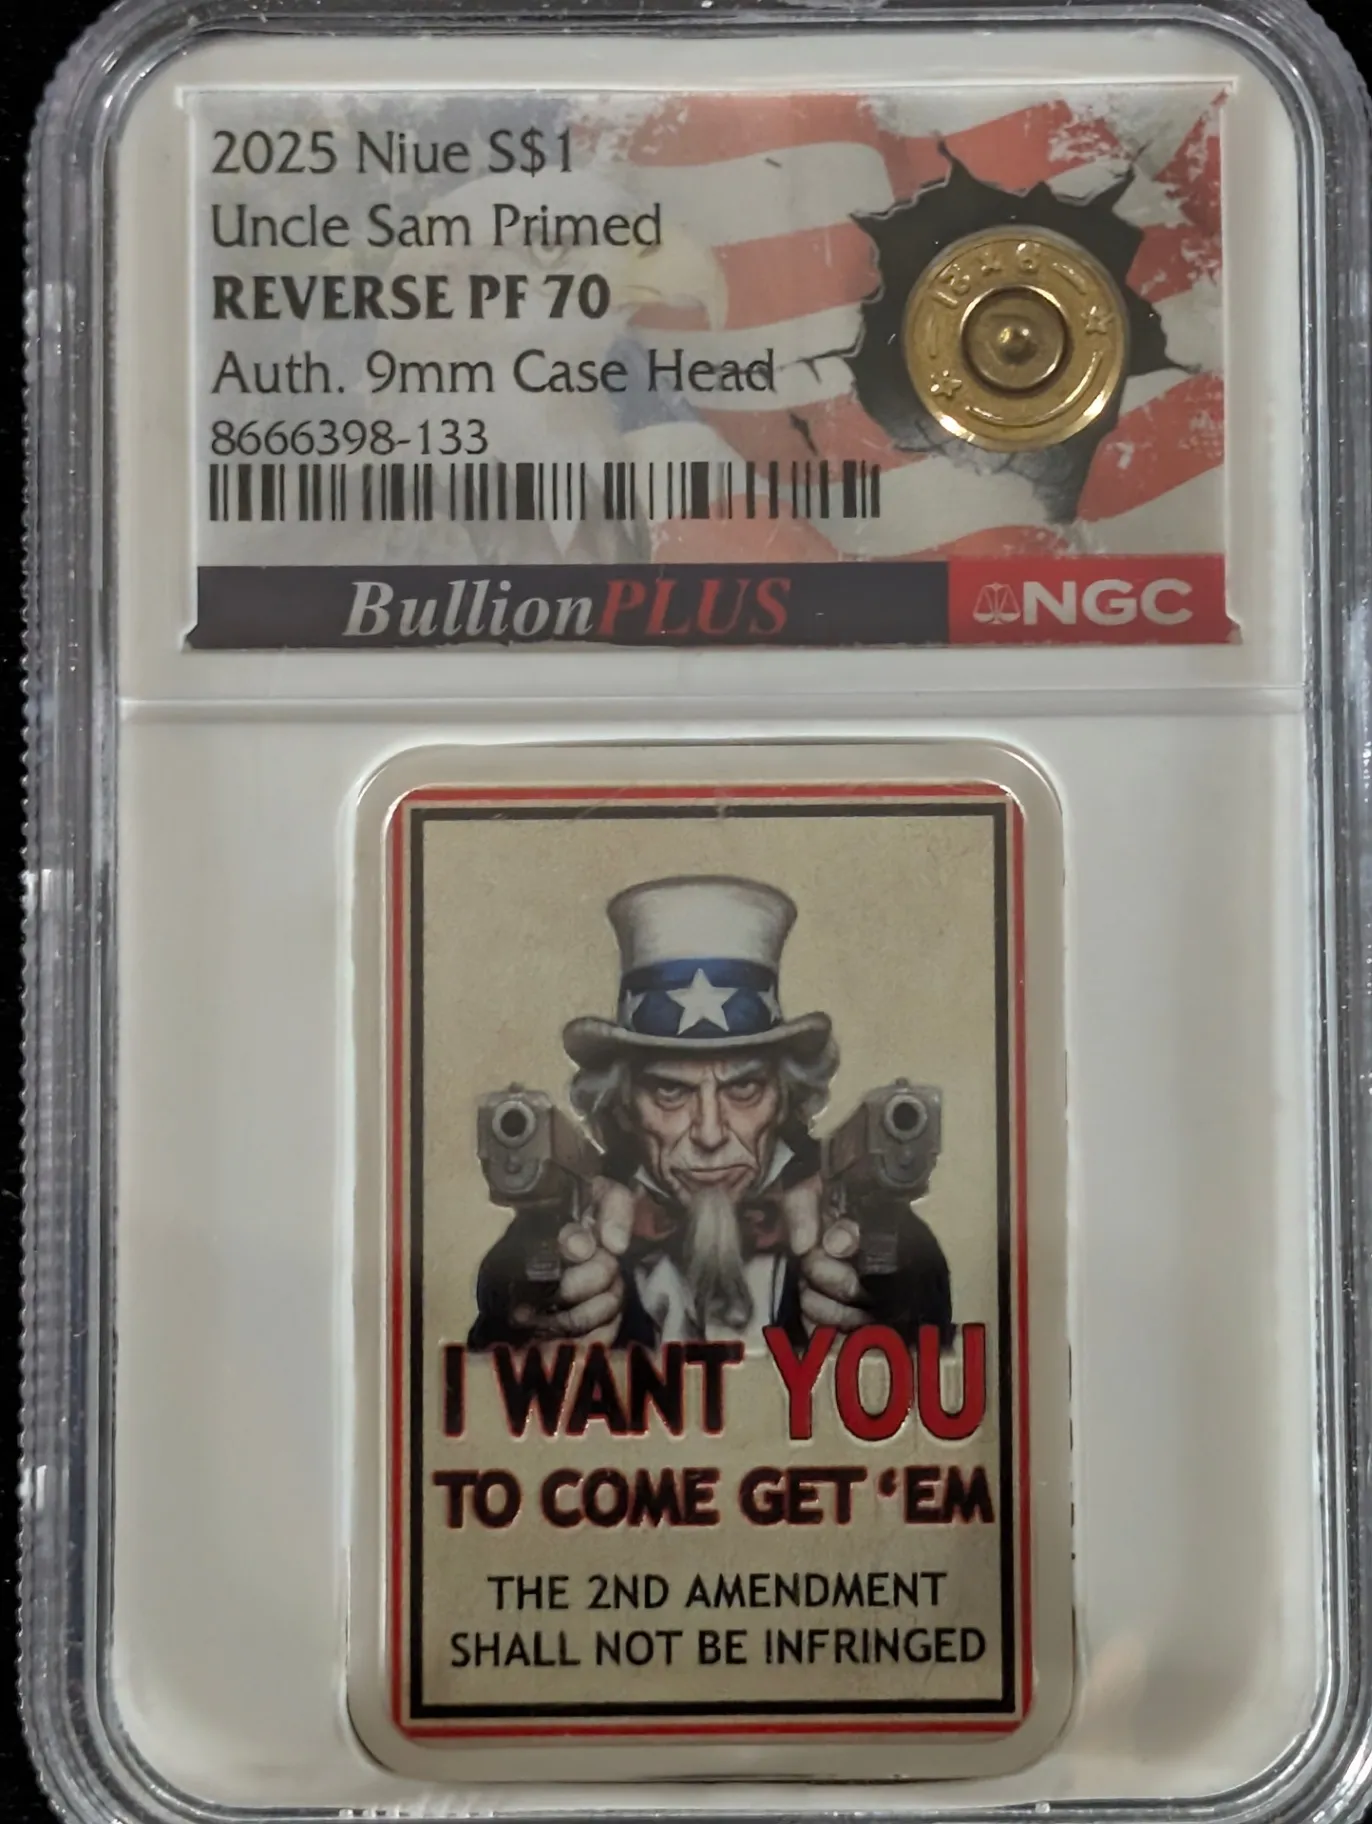 2025 Niue S$1
Uncle Sam Primed
REVERSE PF 70
Auth. 9mm Case Head
8666398-133
BullionPLUS
NGC
I WANT YOU
TO COME GET 'EM
THE 2ND AMENDMENT
SHALL NOT BE INFRINGED